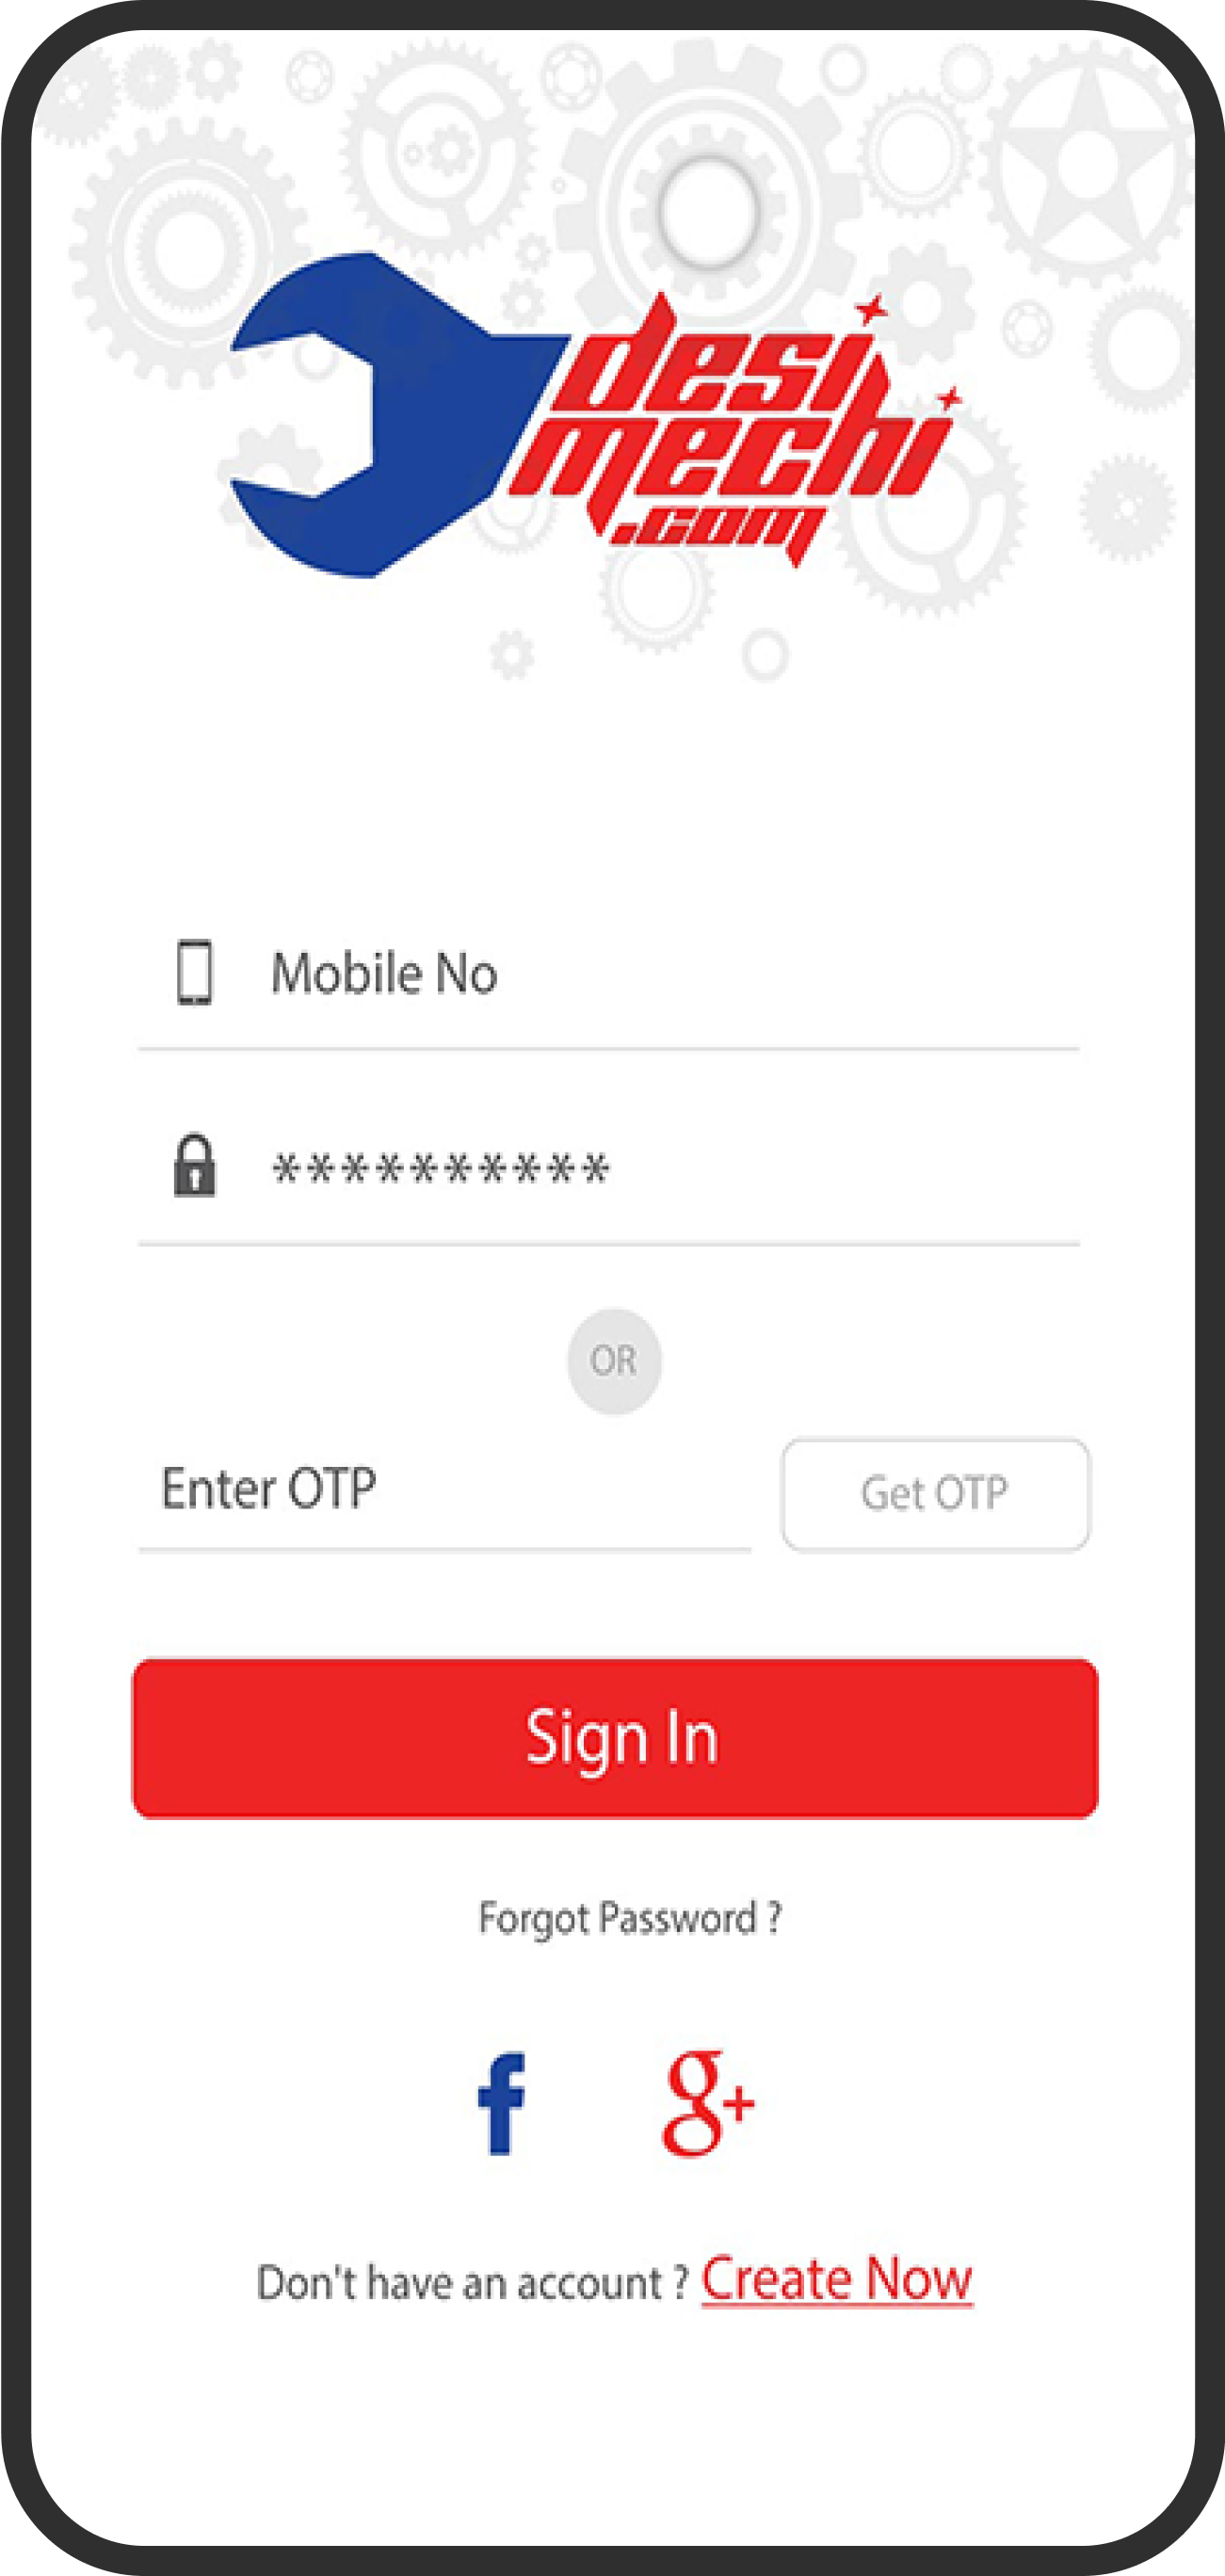 desi
mechi
.com
Mobile No
**********
OR
Enter OTP
Get OTP
Sign In
Forgot Password ?
f g+
Don't have an account ? Create Now